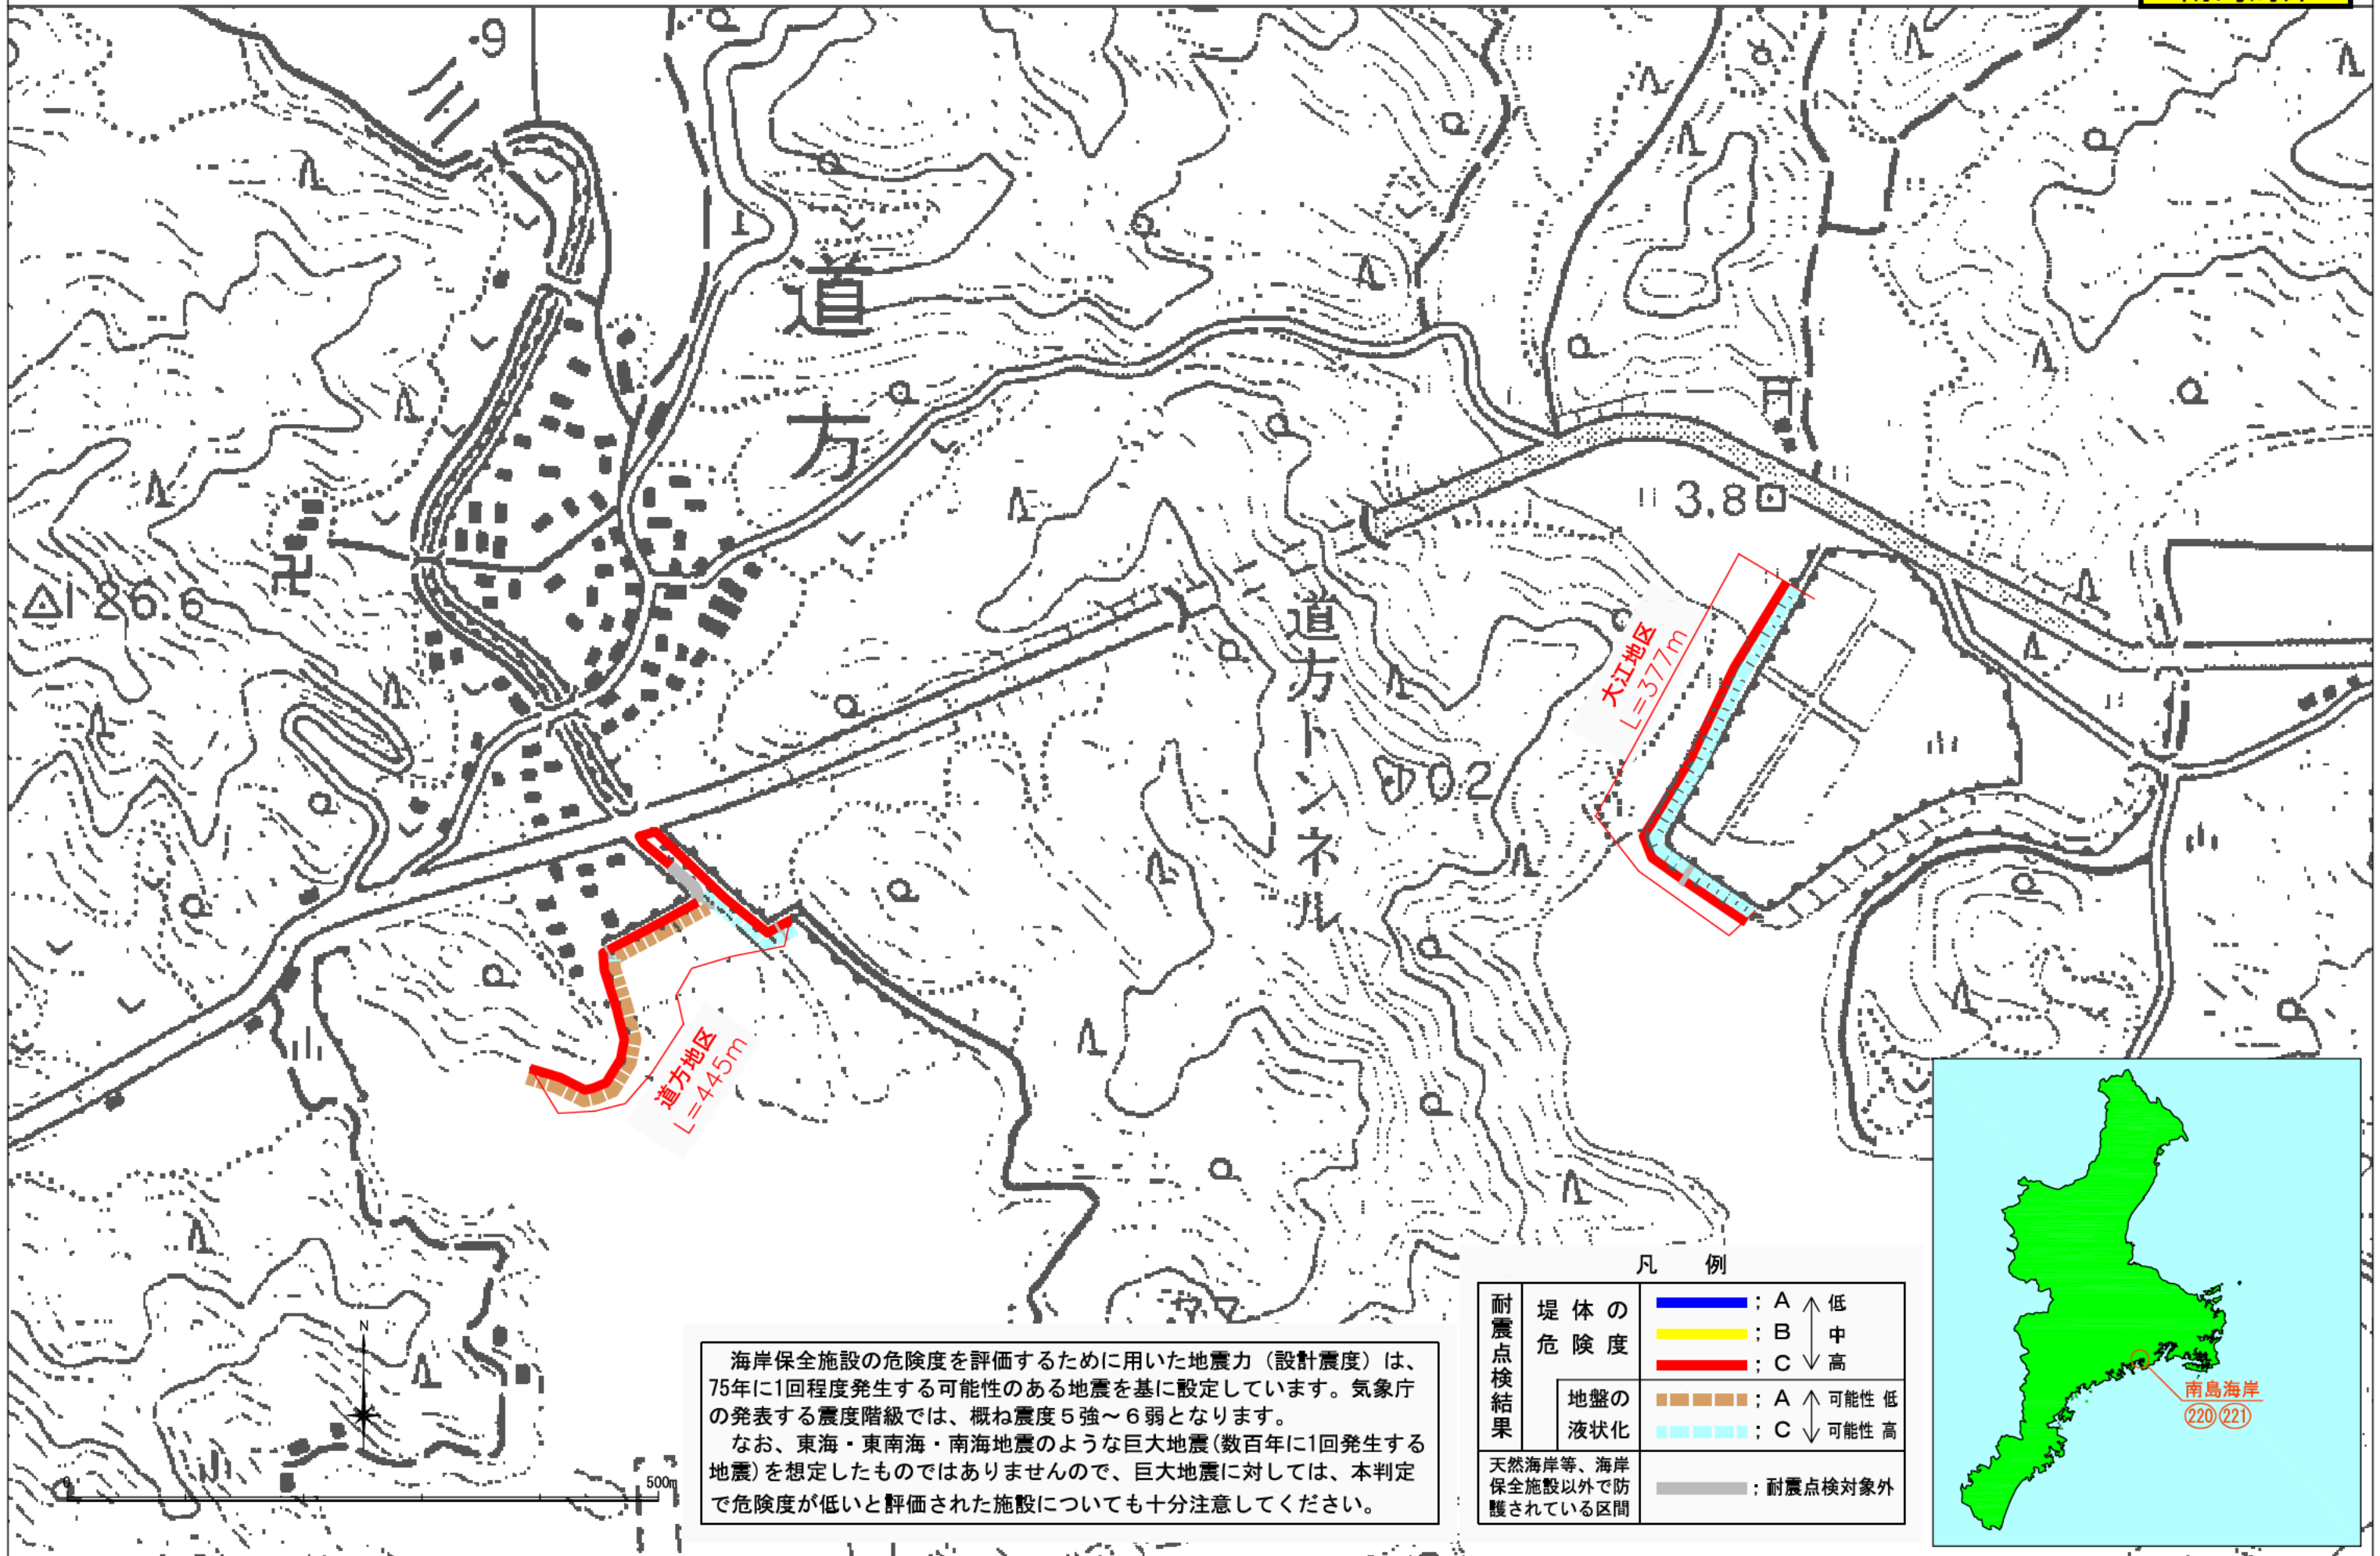 9
道方
126.6
3.8
102
道方トンネル
大江地区
L=377m
道方地区
L=445m
N
0
500m
海岸保全施設の危険度を評価するために用いた地震力(設計震度)は、
75年に1回程度発生する可能性のある地震を基に設定しています。気象庁
の発表する震度階級では、概ね震度5強~6弱となります。
なお、東海・東南海・南海地震のような巨大地震(数百年に1回発生する
地震)を想定したものではありませんので、巨大地震に対しては、本判定
で危険度が低いと評価された施設についても十分注意してください。
凡 例
耐震点検結果
堤体の
危険度
; A 低
; B 中
; C 高
地盤の
液状化
; A 可能性 低
; C 可能性 高
天然海岸等、海岸
保全施設以外で防
護されている区間
; 耐震点検対象外
南島海岸
220 221